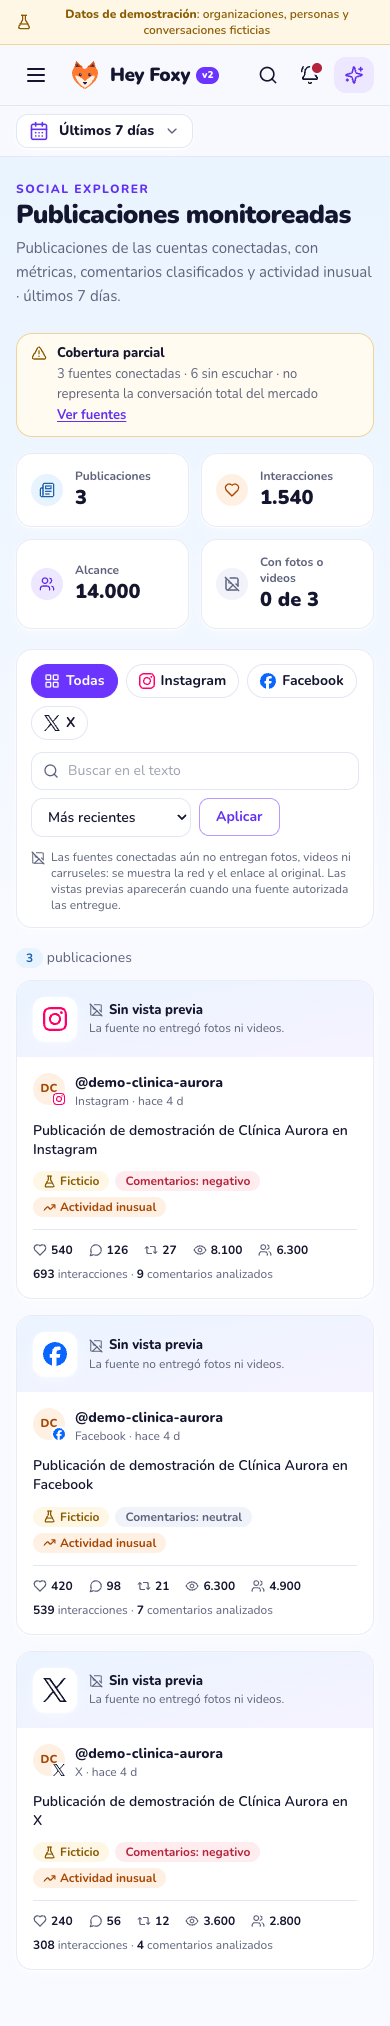 Datos de demostración: organizaciones, personas y
conversaciones ficticias
Hey Foxy v2
Últimos 7 días
SOCIAL EXPLORER
Publicaciones monitoreadas
Publicaciones de las cuentas conectadas, con
métricas, comentarios clasificados y actividad inusual
· últimos 7 días.
Cobertura parcial
3 fuentes conectadas · 6 sin escuchar · no
representa la conversación total del mercado
Ver fuentes
Publicaciones
3
Interacciones
1.540
Alcance
14.000
Con fotos o
videos
0 de 3
Todas
Instagram
Facebook
X
Buscar en el texto
Más recientes
Aplicar
Las fuentes conectadas aún no entregan fotos, videos ni
carruseles: se muestra la red y el enlace al original. Las
vistas previas aparecerán cuando una fuente autorizada
las entregue.
3 publicaciones
Sin vista previa
La fuente no entregó fotos ni videos.
DC
@demo-clinica-aurora
Instagram · hace 4 d
Publicación de demostración de Clínica Aurora en
Instagram
Ficticio
Comentarios: negativo
Actividad inusual
540 126 27 8.100 6.300
693 interacciones · 9 comentarios analizados
Sin vista previa
La fuente no entregó fotos ni videos.
DC
@demo-clinica-aurora
Facebook · hace 4 d
Publicación de demostración de Clínica Aurora en
Facebook
Ficticio
Comentarios: neutral
Actividad inusual
420 98 21 6.300 4.900
539 interacciones · 7 comentarios analizados
Sin vista previa
La fuente no entregó fotos ni videos.
DC
@demo-clinica-aurora
X · hace 4 d
Publicación de demostración de Clínica Aurora en
X
Ficticio
Comentarios: negativo
Actividad inusual
240 56 12 3.600 2.800
308 interacciones · 4 comentarios analizados